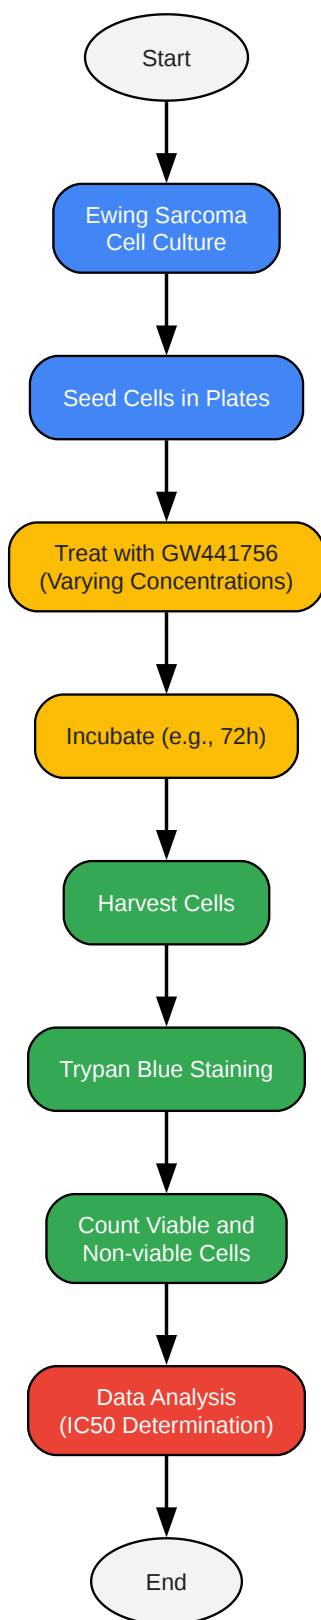 Start
Ewing Sarcoma
Cell Culture
Seed Cells in Plates
Treat with GW441756
(Varying Concentrations)
Incubate (e.g., 72h)
Harvest Cells
Trypan Blue Staining
Count Viable and
Non-viable Cells
Data Analysis
(IC50 Determination)
End